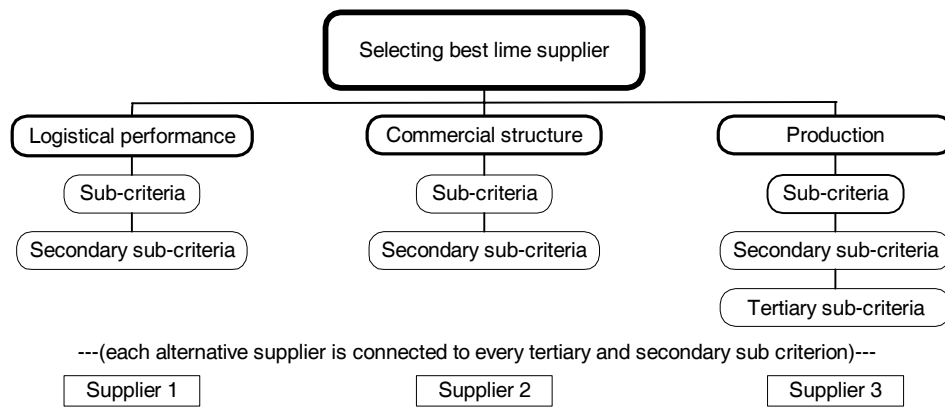 Selecting best lime supplier
Logistical performance
Commercial structure
Production
Sub-criteria
Sub-criteria
Sub-criteria
Secondary sub-criteria
Secondary sub-criteria
Secondary sub-criteria
Tertiary sub-criteria
---(each alternative supplier is connected to every tertiary and secondary sub criterion)---
Supplier 1
Supplier 2
Supplier 3